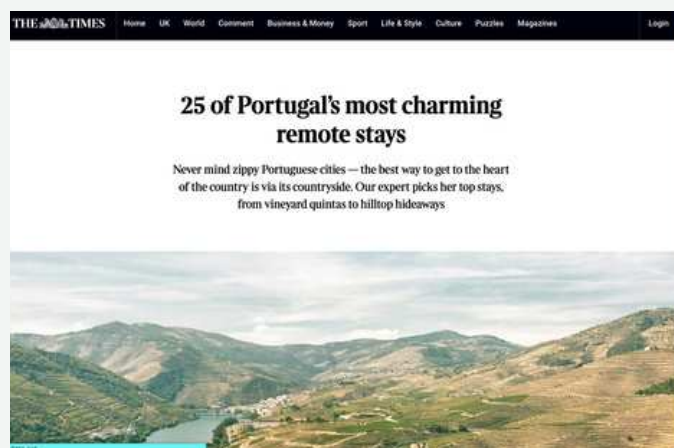 THE TIMES Home UK World Comment Business & Money Sport Life & Style Culture Puzzles Magazines Login
25 of Portugal's most charming
remote stays
Never mind zippy Portuguese cities — the best way to get to the heart
of the country is via its countryside. Our expert picks her top stays,
from vineyard quintas to hilltop hideaways